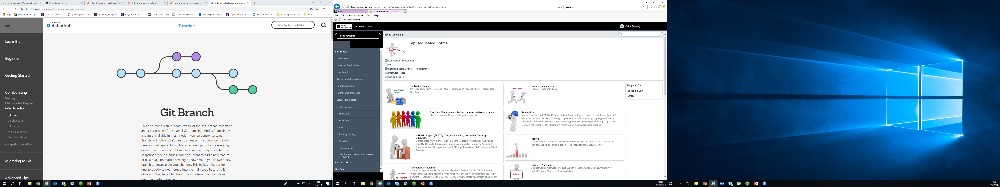 MAS and GSS MAC operations |
Catrin to do | Trello
Files · bookdown · Data_Capabili
Git - Branches in a Nutshell
How to create a merge request
Git Branch | Atlassian Git Tutorial
https://www.atlassian.com/git/tutorials/using-branches
Apps
GSS – High quality st
DAP RAP CO LAB Slac
general | Gov Data S
synthetic_data | GSS
rap_collaboration | G
Catrin to do | Trello
MAS and GSS MAC o
Data Explorers Supp
daptrainingcohorts |
RAP - Google Docs
BEIS regression peer
RAP
ATLASSIAN
Bitbucket
Tutorials
Enter Your Email For Git News
Learn Git
Beginner
Getting Started
Collaborating
Syncing
Making a Pull Request
Using branches
git branch
git checkout
git merge
Merge conflicts
Merge strategies
Comparing workflows
Migrating to Git
Advanced Tips
Git Branch
This document is an in-depth review of the git branch command
and a discussion of the overall Git branching model. Branching is
a feature available in most modern version control systems.
Branching in other VCS's can be an expensive operation in both
time and disk space. In Git, branches are a part of your everyday
development process. Git branches are effectively a pointer to a
snapshot of your changes. When you want to add a new feature
or fix a bug—no matter how big or how small—you spawn a new
branch to encapsulate your changes. This makes it harder for
unstable code to get merged into the main code base, and it
gives you the chance to clean up your future's history before
merging it into the main branch.
10:00
02/07/2019
https://ons.service-now.com/nav_to.do?uri=%2Fcatalog_home.do%3Fsysparm_view%3Dcatalog_default
Search...
Reggie
I Want Something | The Ser...
File Edit View Favourites Tools Help
Web Slice Gallery
The Service Desk
CC
Catrin Cheung
Filter navigator
Self-Service
Homepage
Business Applications
Dashboards
Tell us something is broken
I want something
I want some knowledge
Visual Task Boards
My Incidents
Registered
Resolved
Closed
Pending Survey
Watched
My Requests
My Starters, Leavers and Movers
Requests
Password Reset
Live Feed
I Want Something
Top Requested Forms
Commercial / Procurement
Flexi
Desktop/Laptop Software - Add/Remove
Password Reset
CORD & CSDB
Application
Support
Application Support
Iris / Rainbow / PLANT / CE List / M204 Topic Support / GCode / LEDR / Geospatial
Hub Arcgis /
ASK Case Management - Starters, Leavers and Movers (SLAM)
Starters, Leavers, Movers, Change of Name, etc
ASK HR Support (SLATE) - Support, Learning, Assistance, Teaching,
Education
Career Break / Civil Service Appeal Board / Discipline / Employee Assistance /
Equality, Diversity & Inclusion / Grievance / Maternity / Paternity / Adoption /
Parental Leave / Occupational Health / Policy / Probation / Staff Reference / Staff
Transfers
Commercial
Procurement
Commercial/Procurement
Contractor/ Agency Worker / Contracts / Purchase Order / Travel / GPC / Stationery
Order Point / Suppliers/ New IT Service / Renewal of Support and Maintenance / New
Software / Renewal of Software / New Hardware / New person / Extension of a person/
Passwords
Password Management
Request Password Resets
Personal kit
Mobile Devices (Ipad/ Mobile Phone / Surface Pro / Laptop) -- Desktop & Peripherals (Mouse /
Keyboard / Cables / Docking Station) | | | | | Monitors & Dual Monitors | | | | | Skype for Business
(Headsets / Handsets / Meeting Room Pod / Skype for Business Response Group) | | | | | USB
Device / Vasco Soft Token / Scanner / Power Supply Apple Application Request
Platforms
CASPA & IPS / Cloudera - Data Management / CORD & CSDB / EDAMIS / EDC &
Pretium / Oracle Technical Support / Regional Accounts / Cloud Foundry
Software
Software / Applications
Desktop/Laptop Software / Product Support (Rational/Gitlab/Jenkins/Artifactory) /
Project Support (Jenkins/Artifactory/Gitlab)
Shopping Cart
Shopping Cart
Empty
10:00
02/07/2019
10:00
02/07/2019